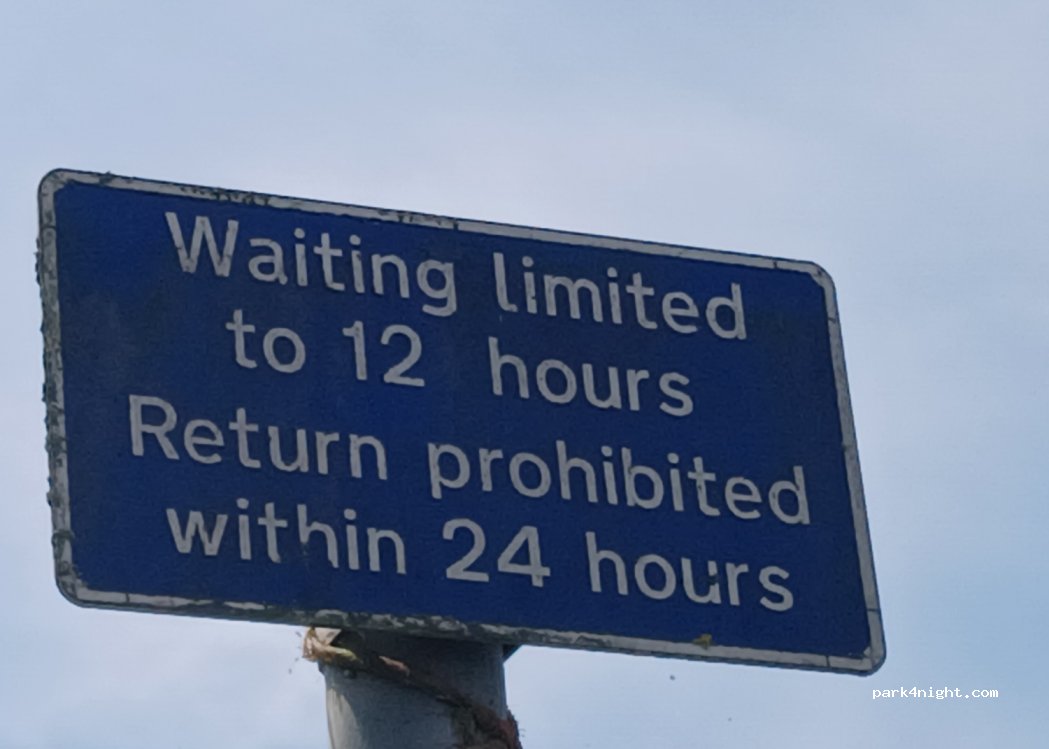 Waiting limited
to 12 hours
Return prohibited
within 24 hours
park4night.com